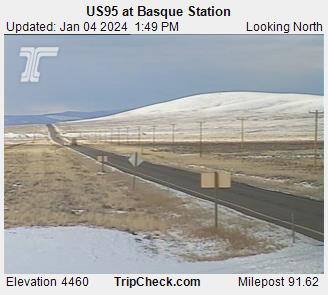 US95 at Basque Station
Updated: Jan 04 2024 1:49 PM Looking North
Elevation 4460 TripCheck.com Milepost 91.62